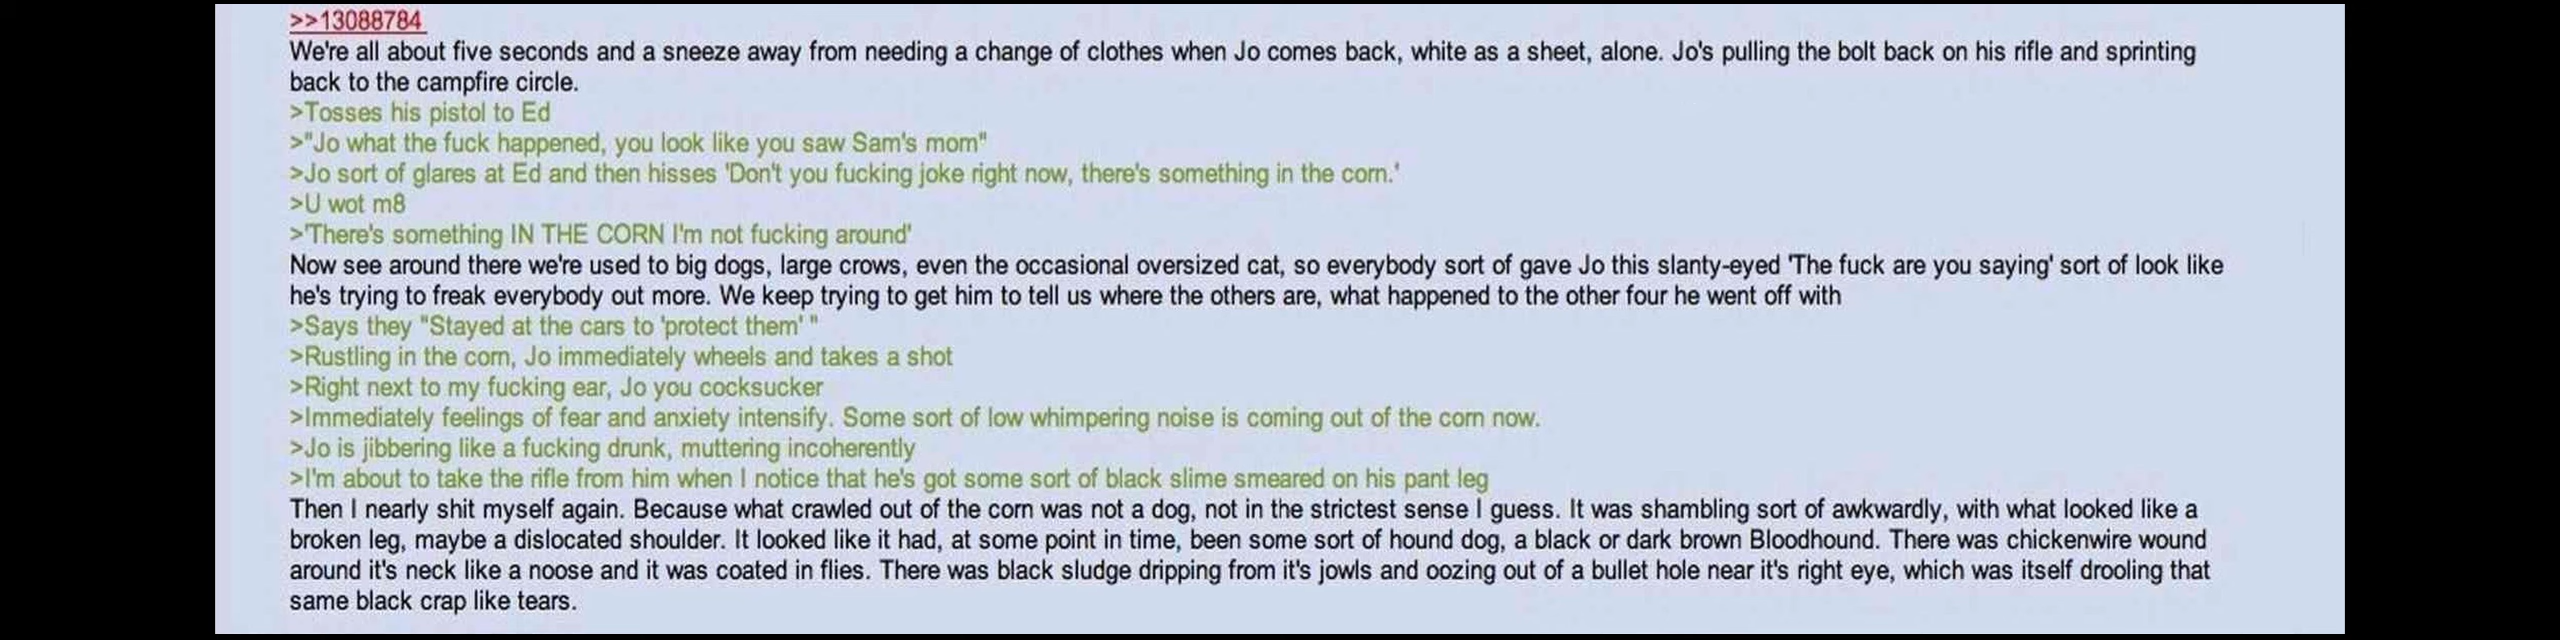 >>13088784
We're all about five seconds and a sneeze away from needing a change of clothes when Jo comes back, white as a sheet, alone. Jo's pulling the bolt back on his rifle and sprinting
back to the campfire circle.
>Tosses his pistol to Ed
>"Jo what the fuck happened, you look like you saw Sam's mom"
>Jo sort of glares at Ed and then hisses 'Don't you fucking joke right now, there's something in the corn.'
>U wot m8
>'There's something IN THE CORN I'm not fucking around'
Now see around there we're used to big dogs, large crows, even the occasional oversized cat, so everybody sort of gave Jo this slanty-eyed 'The fuck are you saying' sort of look like
he's trying to freak everybody out more. We keep trying to get him to tell us where the others are, what happened to the other four he went off with
>Says they "Stayed at the cars to 'protect them' "
>Rustling in the corn, Jo immediately wheels and takes a shot
>Right next to my fucking ear, Jo you cocksucker
>Immediately feelings of fear and anxiety intensify. Some sort of low whimpering noise is coming out of the corn now.
>Jo is jibbering like a fucking drunk, muttering incoherently
>I'm about to take the rifle from him when I notice that he's got some sort of black slime smeared on his pant leg
Then I nearly shit myself again. Because what crawled out of the corn was not a dog, not in the strictest sense I guess. It was shambling sort of awkwardly, with what looked like a
broken leg, maybe a dislocated shoulder. It looked like it had, at some point in time, been some sort of hound dog, a black or dark brown Bloodhound. There was chickenwire wound
around it's neck like a noose and it was coated in flies. There was black sludge dripping from it's jowls and oozing out of a bullet hole near it's right eye, which was itself drooling that
same black crap like tears.